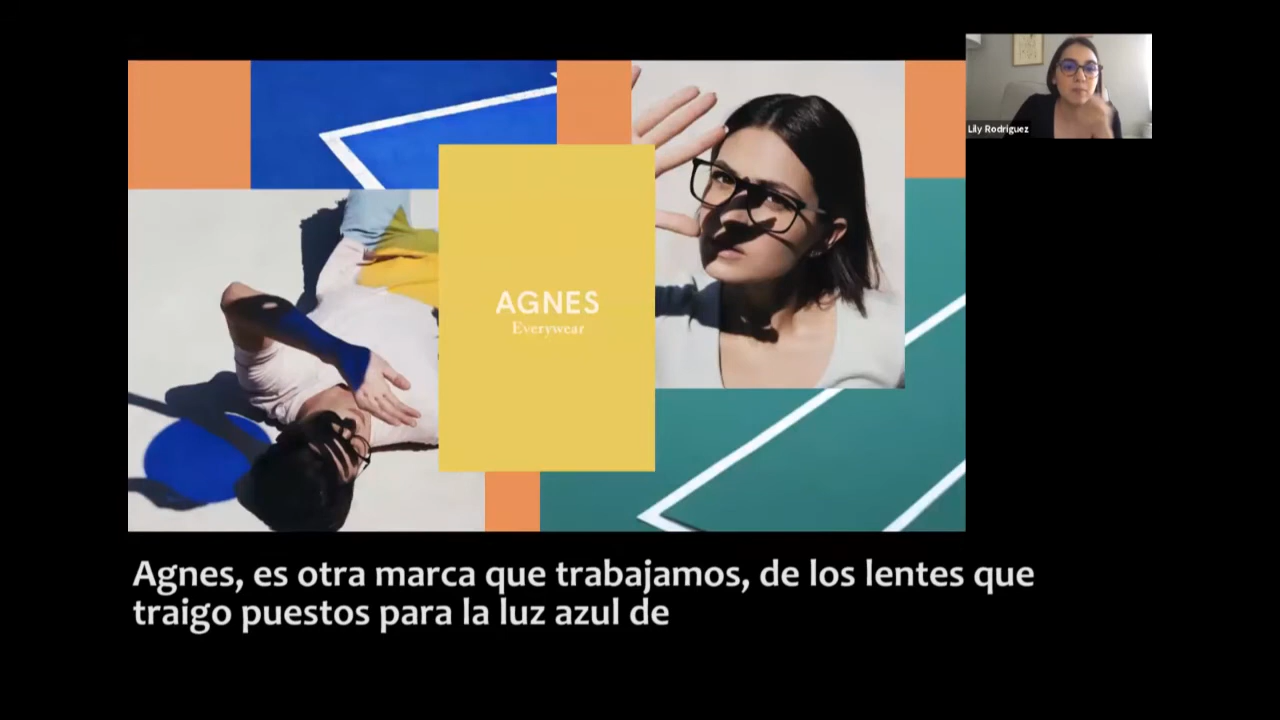 Lily Rodriguez
AGNES
Everywear
Agnes, es otra marca que trabajamos, de los lentes que
traigo puestos para la luz azul de